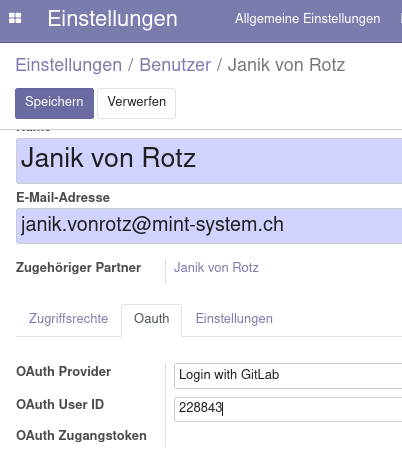 Einstellungen Allgemeine Einstellungen
Einstellungen / Benutzer / Janik von Rotz
Speichern Verwerfen
Name
Janik von Rotz
E-Mail-Adresse
janik.vonrotz@mint-system.ch
Zugehöriger Partner Janik von Rotz
Zugriffsrechte Oauth Einstellungen
OAuth Provider Login with GitLab
OAuth User ID 228843
OAuth Zugangstoken